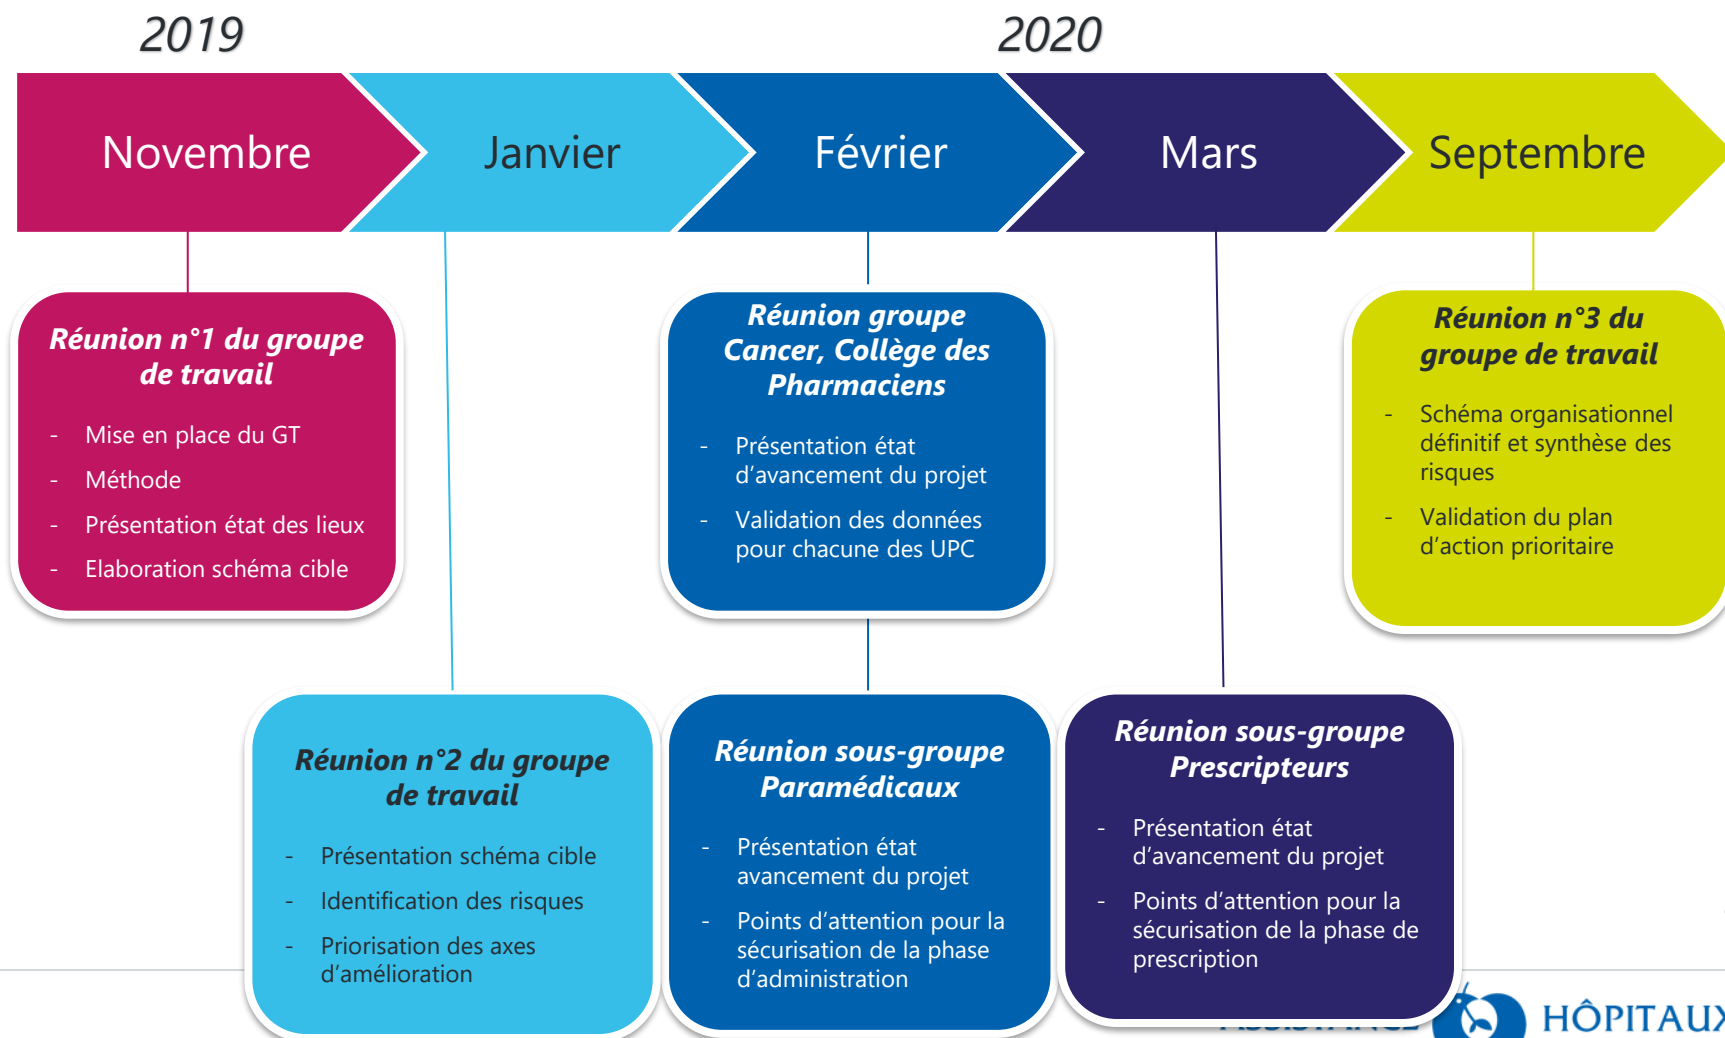 2019
2020
Novembre
Janvier
Février
Mars
Septembre
Réunion n°1 du groupe
de travail
- Mise en place du GT
- Méthode
- Présentation état des lieux
- Elaboration schéma cible
Réunion groupe
Cancer, Collège des
Pharmaciens
- Présentation état
d’avancement du projet
- Validation des données
pour chacune des UPC
Réunion n°3 du
groupe de travail
- Schéma organisationnel
définitif et synthèse des
risques
- Validation du plan
d’action prioritaire
Réunion n°2 du groupe
de travail
- Présentation schéma cible
- Identification des risques
- Priorisation des axes
d’amélioration
Réunion sous-groupe
Paramédicaux
- Présentation état
avancement du projet
- Points d’attention pour la
sécurisation de la phase
d’administration
Réunion sous-groupe
Prescripteurs
- Présentation état
d’avancement du projet
- Points d’attention pour la
sécurisation de la phase de
prescription
HÔPITAUX